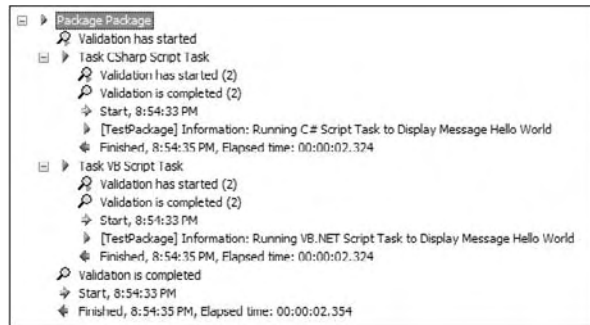 Package Package
Validation has started
Task CSharp Script Task
Validation has started (2)
Validation is completed (2)
Start, 8:54:33 PM
[TestPackage] Information: Running C# Script Task to Display Message Hello World
Finished, 8:54:35 PM, Elapsed time: 00:00:02.324
Task VB Script Task
Validation has started (2)
Validation is completed (2)
Start, 8:54:33 PM
[TestPackage] Information: Running VB.NET Script Task to Display Message Hello World
Finished, 8:54:35 PM, Elapsed time: 00:00:02.324
Validation is completed
Start, 8:54:33 PM
Finished, 8:54:35 PM, Elapsed time: 00:00:02.354